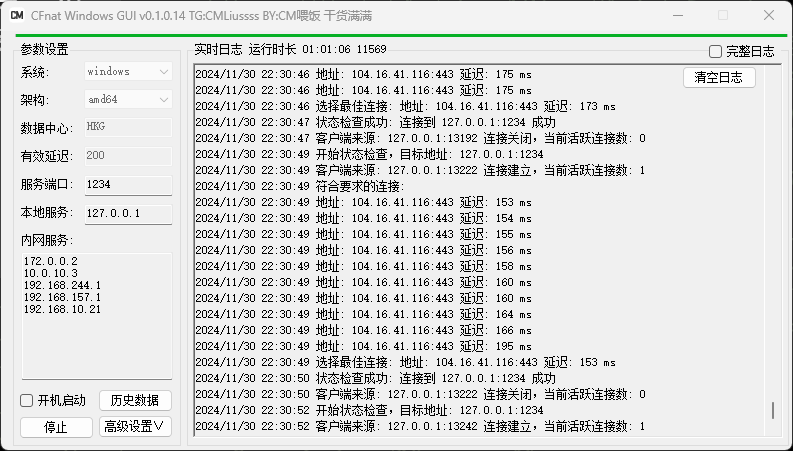 CM CFnat Windows GUI v0.1.0.14 TG:CMLiussss BY:CM喂饭 干货满满
参数设置
系统: windows
架构: amd64
数据中心: HKG
有效延迟: 200
服务端口: 1234
本地服务: 127.0.0.1
内网服务:
172.0.0.2
10.0.10.3
192.168.244.1
192.168.157.1
192.168.10.21
开机启动 历史数据
停止 高级设置∨
实时日志 运行时长 01:01:06 11569
完整日志
清空日志
2024/11/30 22:30:46 地址: 104.16.41.116:443 延迟: 175 ms
2024/11/30 22:30:46 地址: 104.16.41.116:443 延迟: 175 ms
2024/11/30 22:30:46 选择最佳连接: 地址: 104.16.41.116:443 延迟: 173 ms
2024/11/30 22:30:47 状态检查成功: 连接到 127.0.0.1:1234 成功
2024/11/30 22:30:47 客户端来源: 127.0.0.1:13192 连接关闭，当前活跃连接数: 0
2024/11/30 22:30:49 开始状态检查，目标地址: 127.0.0.1:1234
2024/11/30 22:30:49 客户端来源: 127.0.0.1:13222 连接建立，当前活跃连接数: 1
2024/11/30 22:30:49 符合要求的连接:
2024/11/30 22:30:49 地址: 104.16.41.116:443 延迟: 153 ms
2024/11/30 22:30:49 地址: 104.16.41.116:443 延迟: 154 ms
2024/11/30 22:30:49 地址: 104.16.41.116:443 延迟: 155 ms
2024/11/30 22:30:49 地址: 104.16.41.116:443 延迟: 156 ms
2024/11/30 22:30:49 地址: 104.16.41.116:443 延迟: 158 ms
2024/11/30 22:30:49 地址: 104.16.41.116:443 延迟: 160 ms
2024/11/30 22:30:49 地址: 104.16.41.116:443 延迟: 160 ms
2024/11/30 22:30:49 地址: 104.16.41.116:443 延迟: 164 ms
2024/11/30 22:30:49 地址: 104.16.41.116:443 延迟: 166 ms
2024/11/30 22:30:49 地址: 104.16.41.116:443 延迟: 195 ms
2024/11/30 22:30:49 选择最佳连接: 地址: 104.16.41.116:443 延迟: 153 ms
2024/11/30 22:30:50 状态检查成功: 连接到 127.0.0.1:1234 成功
2024/11/30 22:30:50 客户端来源: 127.0.0.1:13222 连接关闭，当前活跃连接数: 0
2024/11/30 22:30:52 开始状态检查，目标地址: 127.0.0.1:1234
2024/11/30 22:30:52 客户端来源: 127.0.0.1:13242 连接建立，当前活跃连接数: 1